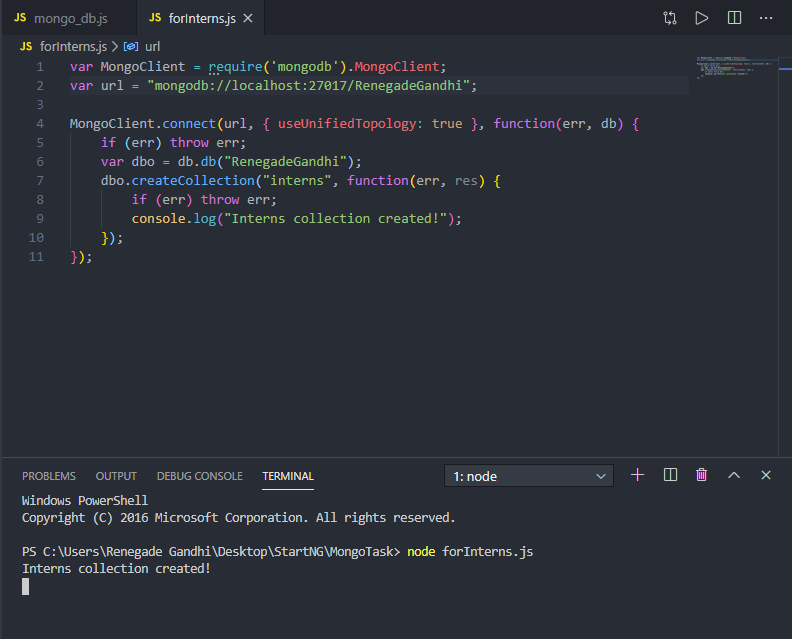 JS mongo_db.js JS forInterns.js
JS forInterns.js > url
1 var MongoClient = require('mongodb').MongoClient;
2 var url = "mongodb://localhost:27017/RenegadeGandhi";
3
4 MongoClient.connect(url, { useUnifiedTopology: true }, function(err, db) {
5 if (err) throw err;
6 var dbo = db.db("RenegadeGandhi");
7 dbo.createCollection("interns", function(err, res) {
8 if (err) throw err;
9 console.log("Interns collection created!");
10 });
11 });
PROBLEMS OUTPUT DEBUG CONSOLE TERMINAL 1: node
Windows PowerShell
Copyright (C) 2016 Microsoft Corporation. All rights reserved.
PS C:\Users\Renegade Gandhi\Desktop\StartNG\MongoTask> node forInterns.js
Interns collection created!